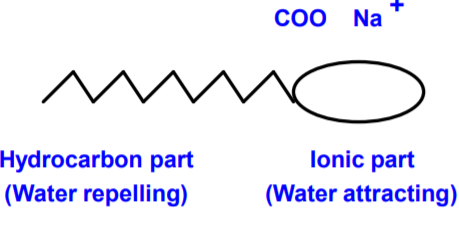 COO Na +
Hydrocarbon part
(Water repelling)
Ionic part
(Water attracting)